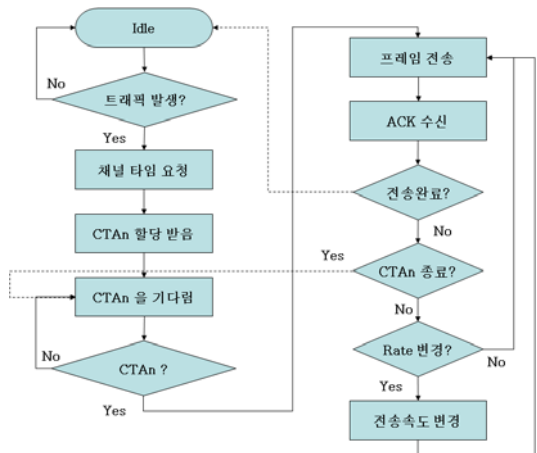 Idle
No
트래픽 발생?
Yes
채널 타임 요청
CTAn 할당 받음
CTAn 을 기다림
No
CTAn ?
Yes
프레임 전송
ACK 수신
전송완료?
No
Yes
CTAn 종료?
No
Rate 변경?
No
Yes
전송속도 변경